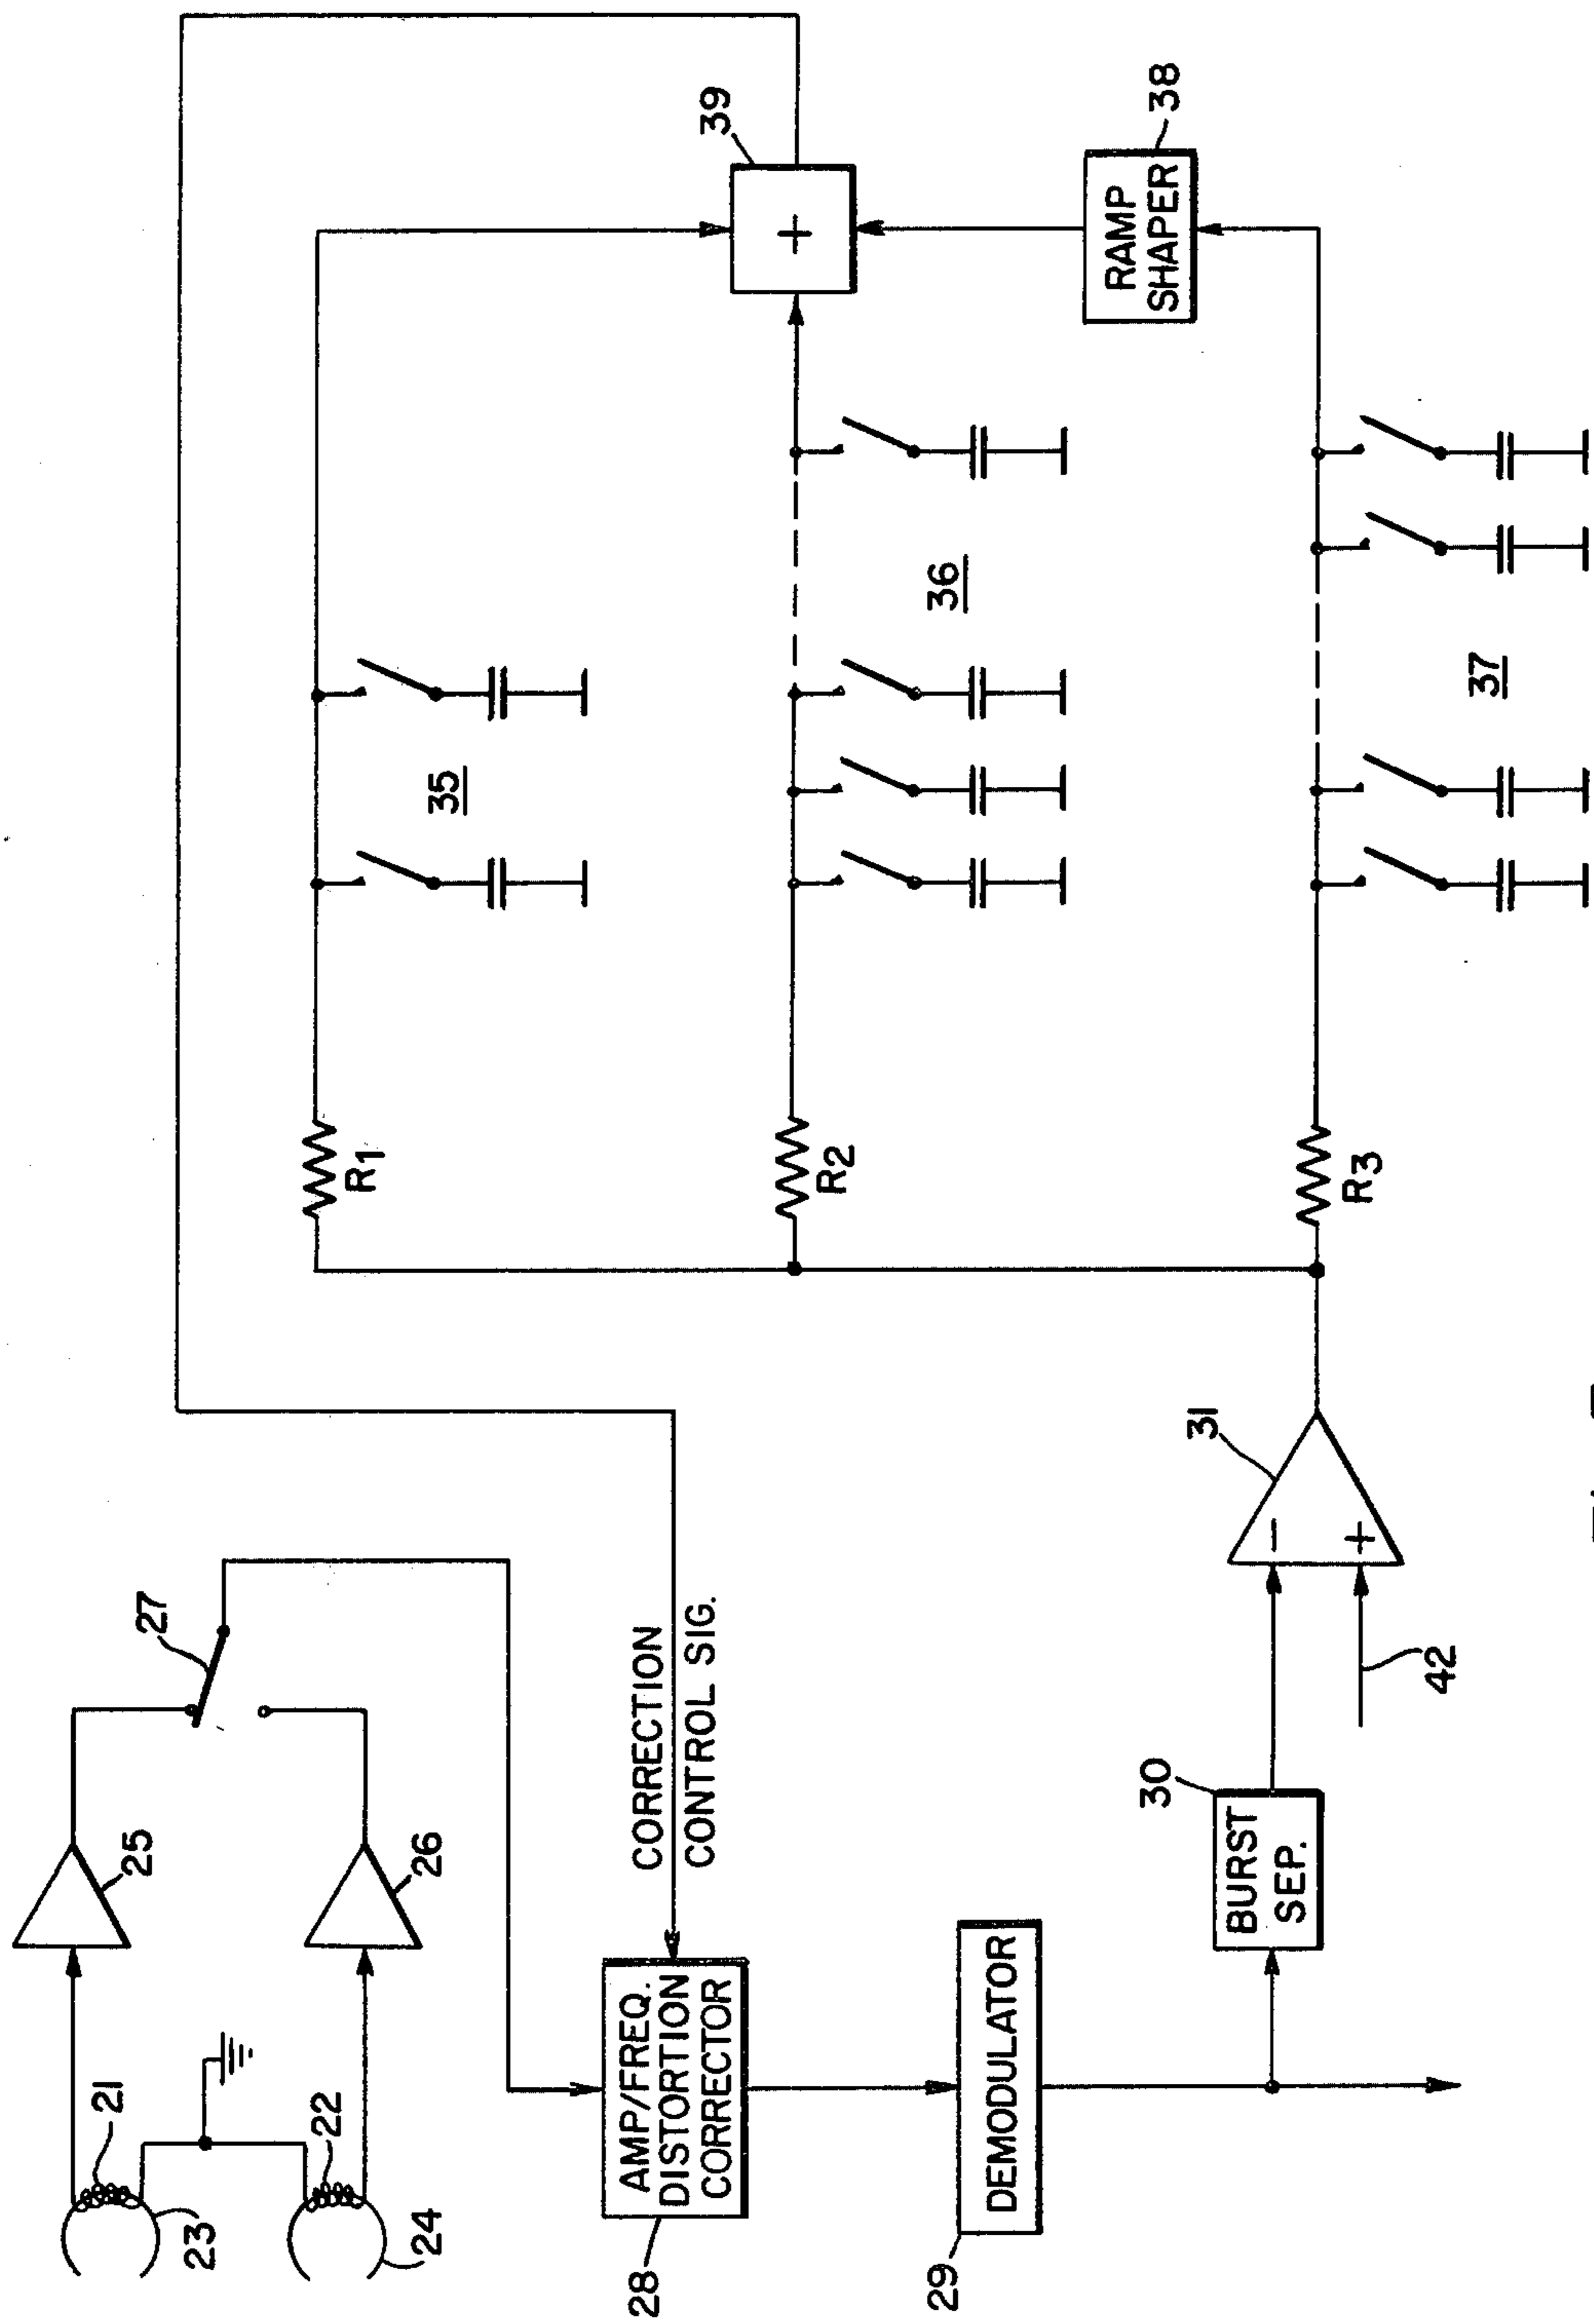 21
22
23
24
25
26
27
AMP/FREQ.
DISTORTION
CORRECTOR
28
CORRECTION
CONTROL SIG.
DEMODULATOR
29
BURST
SEP.
30
−
+
31
42
R1
R2
R3
35
36
37
RAMP
SHAPER
38
+
39